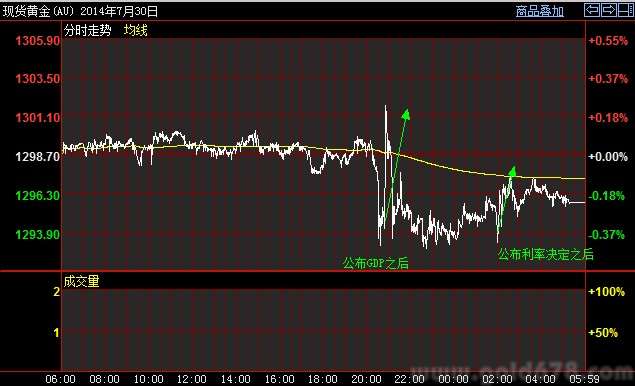 现货黄金(AU) 2014年7月30日 商品叠加
分时走势 均线
1305.90 +0.55%
1303.50 +0.37%
1301.10 +0.18%
1298.70 +0.00%
1296.30 -0.18%
1293.90 -0.37%
公布GDP之后 公布利率决定之后
成交量
2 +100%
1 +50%
www.gold678.com
06:00 08:00 10:00 12:00 14:00 16:00 18:00 20:00 22:00 00:00 02:00 04:00 05:59